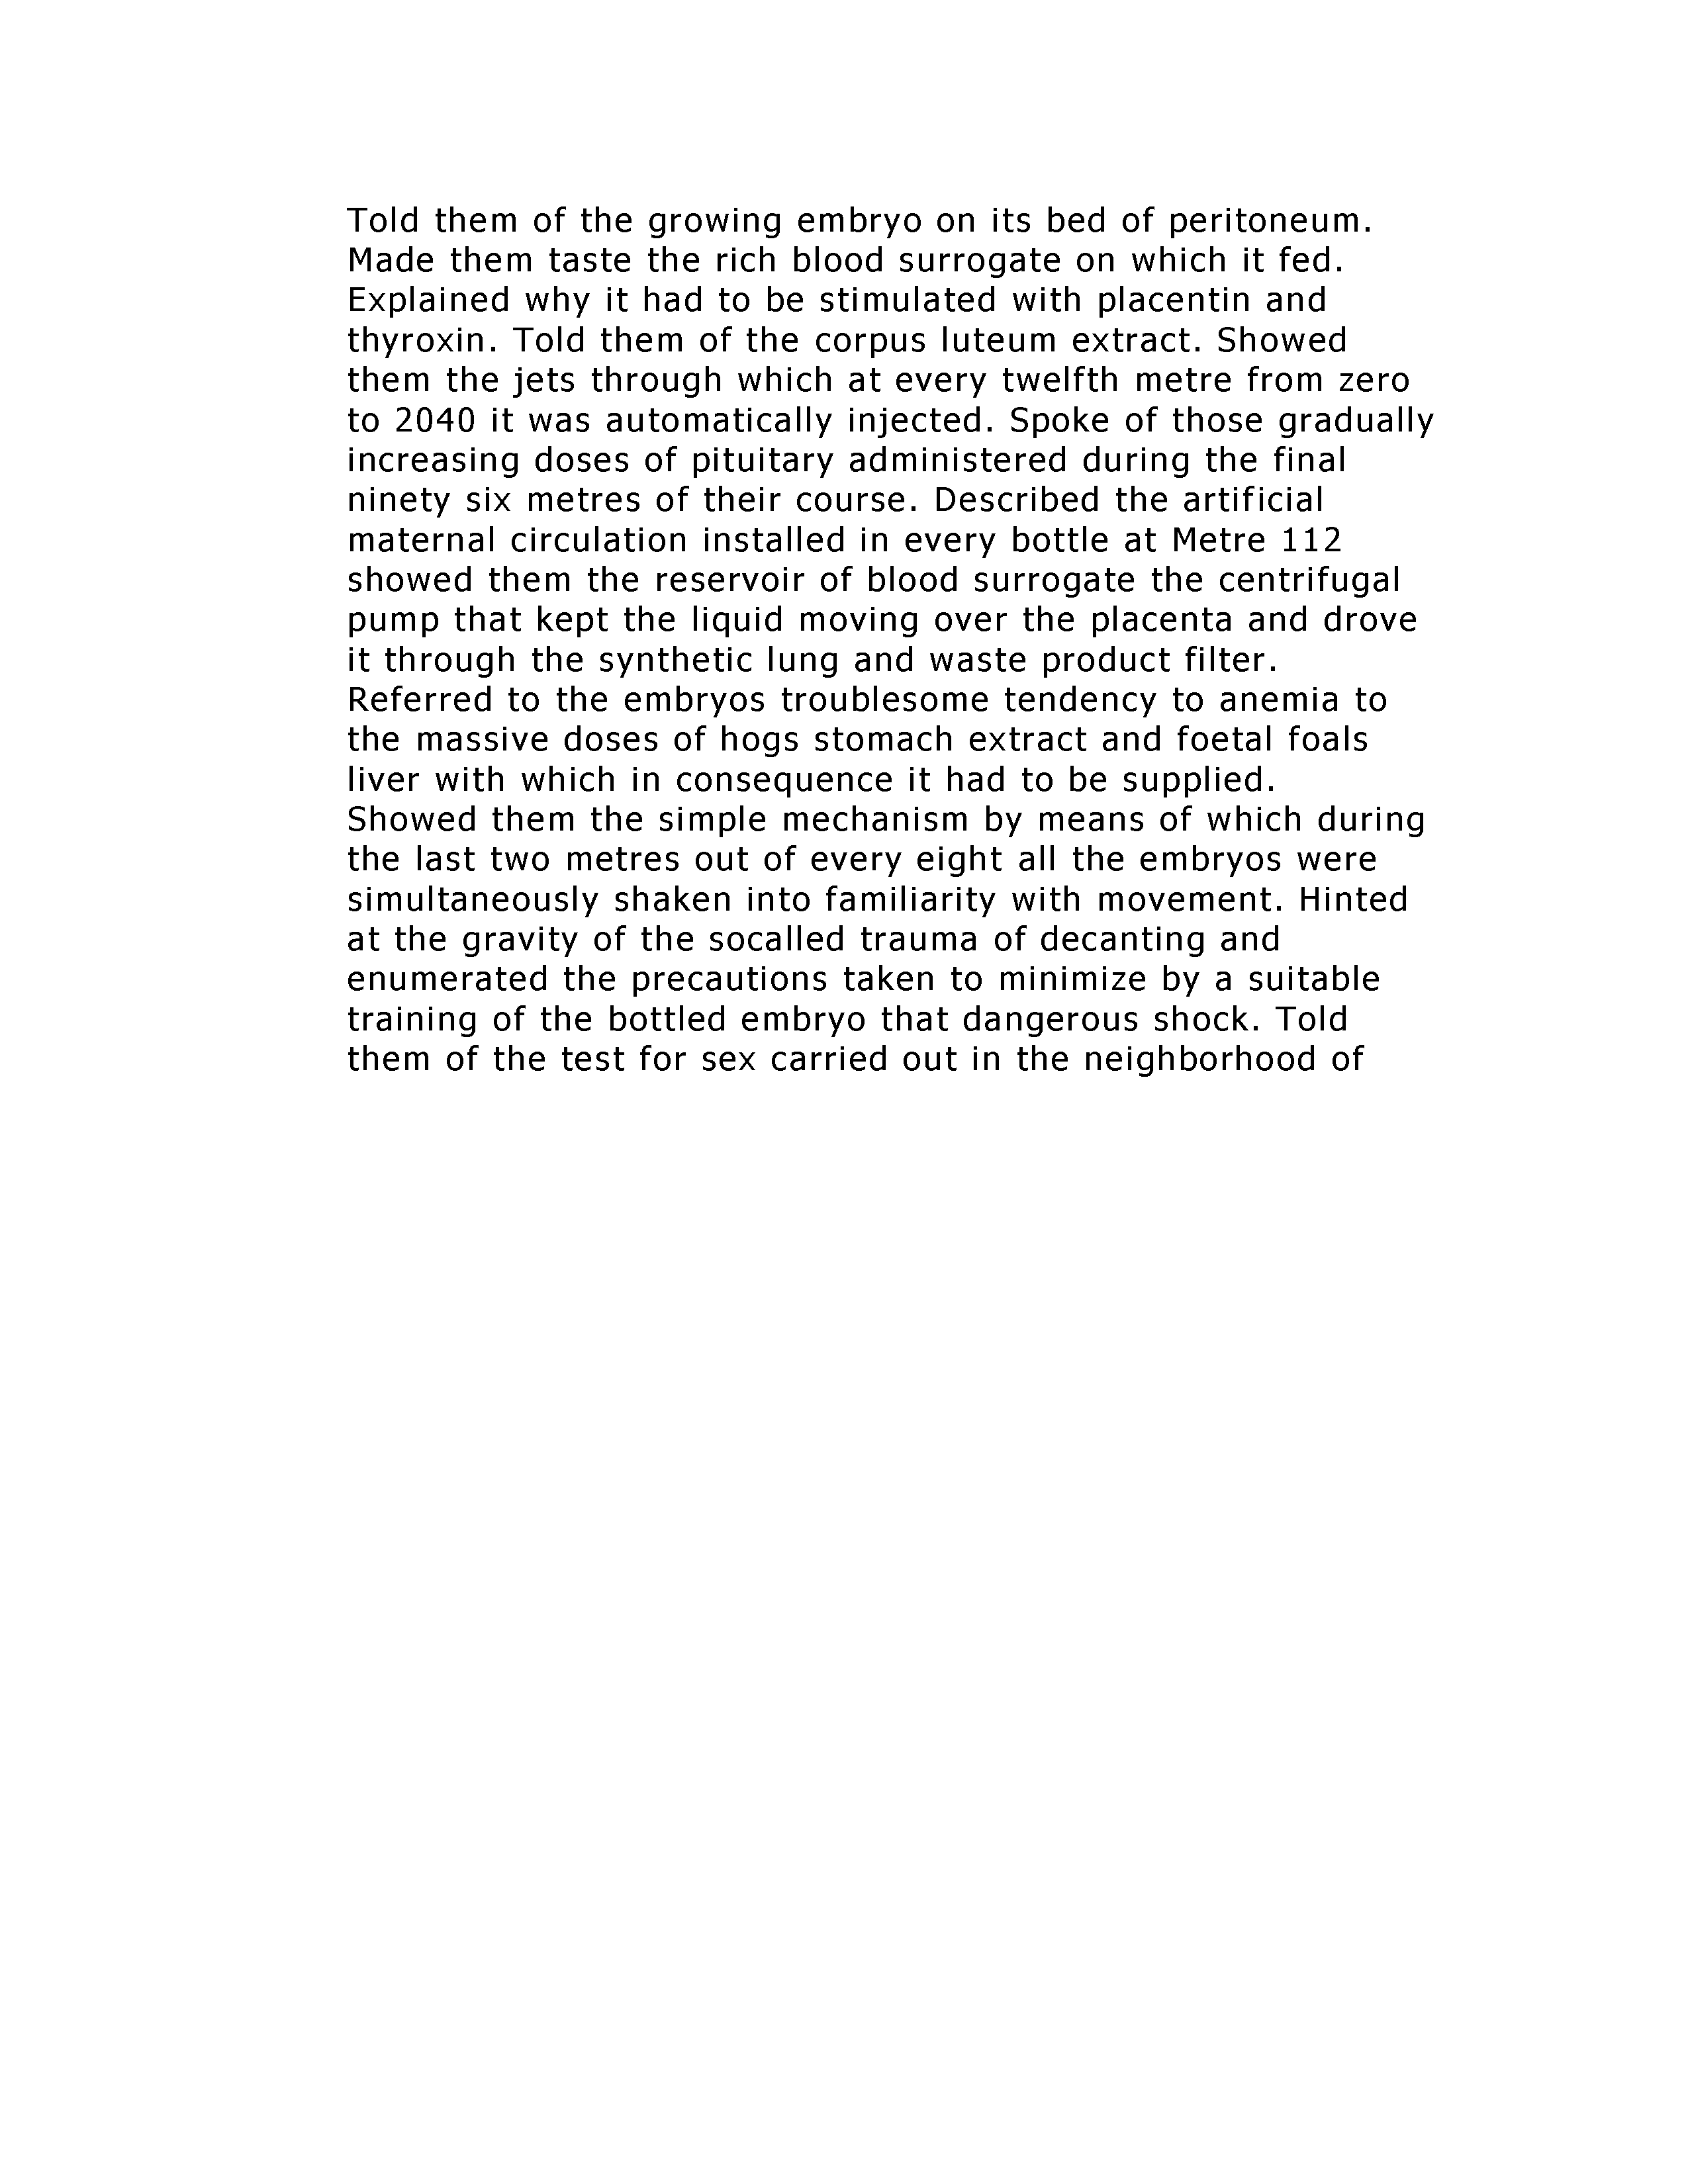 Told them of the growing embryo on its bed of peritoneum.
Made them taste the rich blood surrogate on which it fed.
Explained why it had to be stimulated with placentin and
thyroxin. Told them of the corpus luteum extract. Showed
them the jets through which at every twelfth metre from zero
to 2040 it was automatically injected. Spoke of those gradually
increasing doses of pituitary administered during the final
ninety six metres of their course. Described the artificial
maternal circulation installed in every bottle at Metre 112
showed them the reservoir of blood surrogate the centrifugal
pump that kept the liquid moving over the placenta and drove
it through the synthetic lung and waste product filter.
Referred to the embryos troublesome tendency to anemia to
the massive doses of hogs stomach extract and foetal foals
liver with which in consequence it had to be supplied.
Showed them the simple mechanism by means of which during
the last two metres out of every eight all the embryos were
simultaneously shaken into familiarity with movement. Hinted
at the gravity of the socalled trauma of decanting and
enumerated the precautions taken to minimize by a suitable
training of the bottled embryo that dangerous shock. Told
them of the test for sex carried out in the neighborhood of